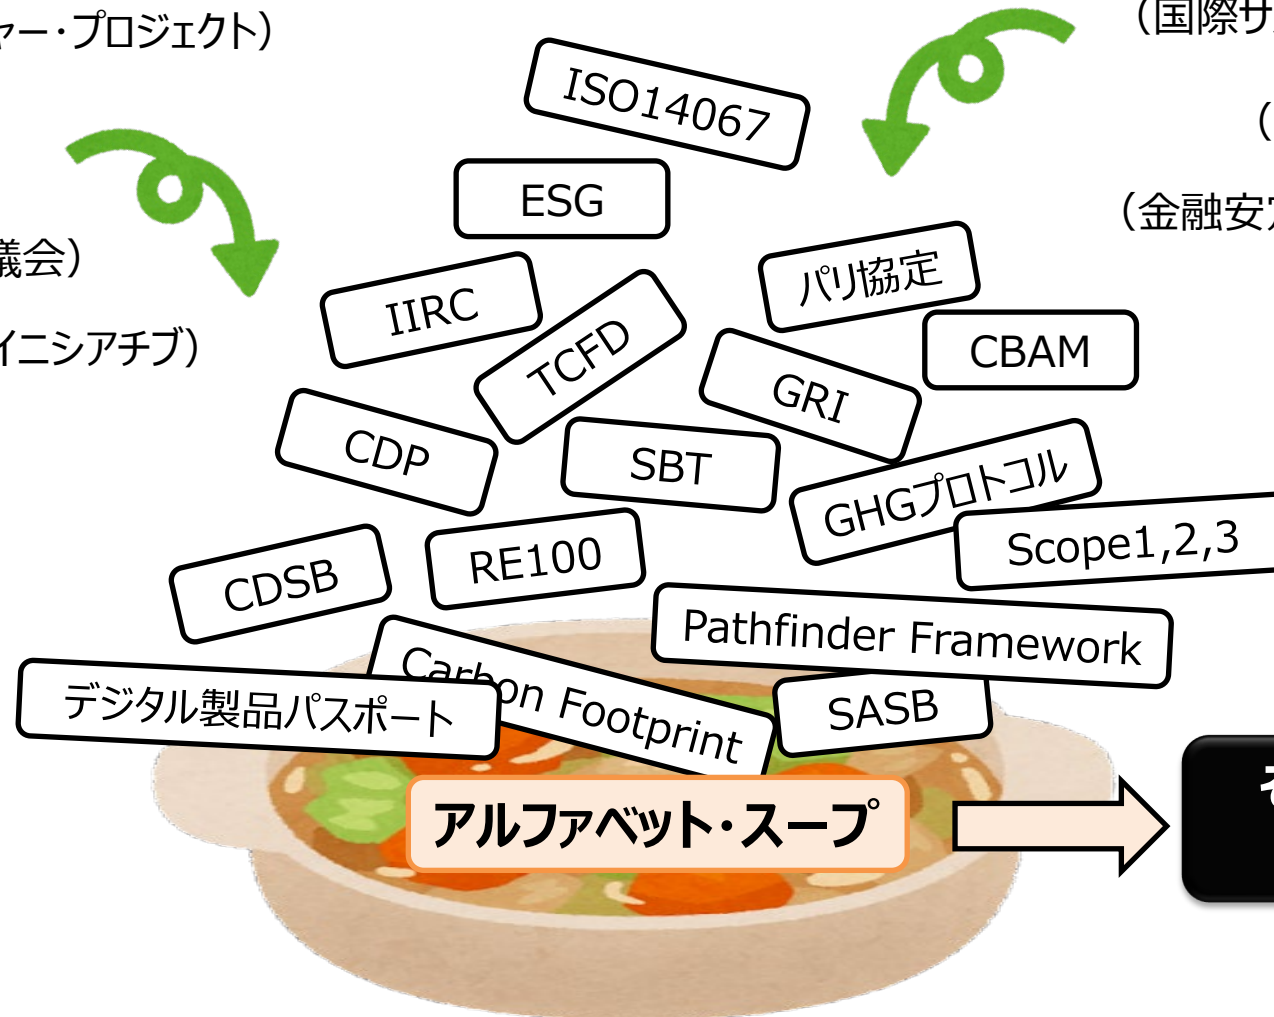 ャー・プロジェクト）
（国際サ
ISO14067
（
ESG
（金融安
議会）
パリ協定
IIRC
TCFD
イニシアチブ）
CBAM
GRI
CDP
SBT
GHGプロトコル
Scope1,2,3
RE100
CDSB
Pathfinder Framework
Carbon Footprint
デジタル製品パスポート
SASB
アルファベット・スープ